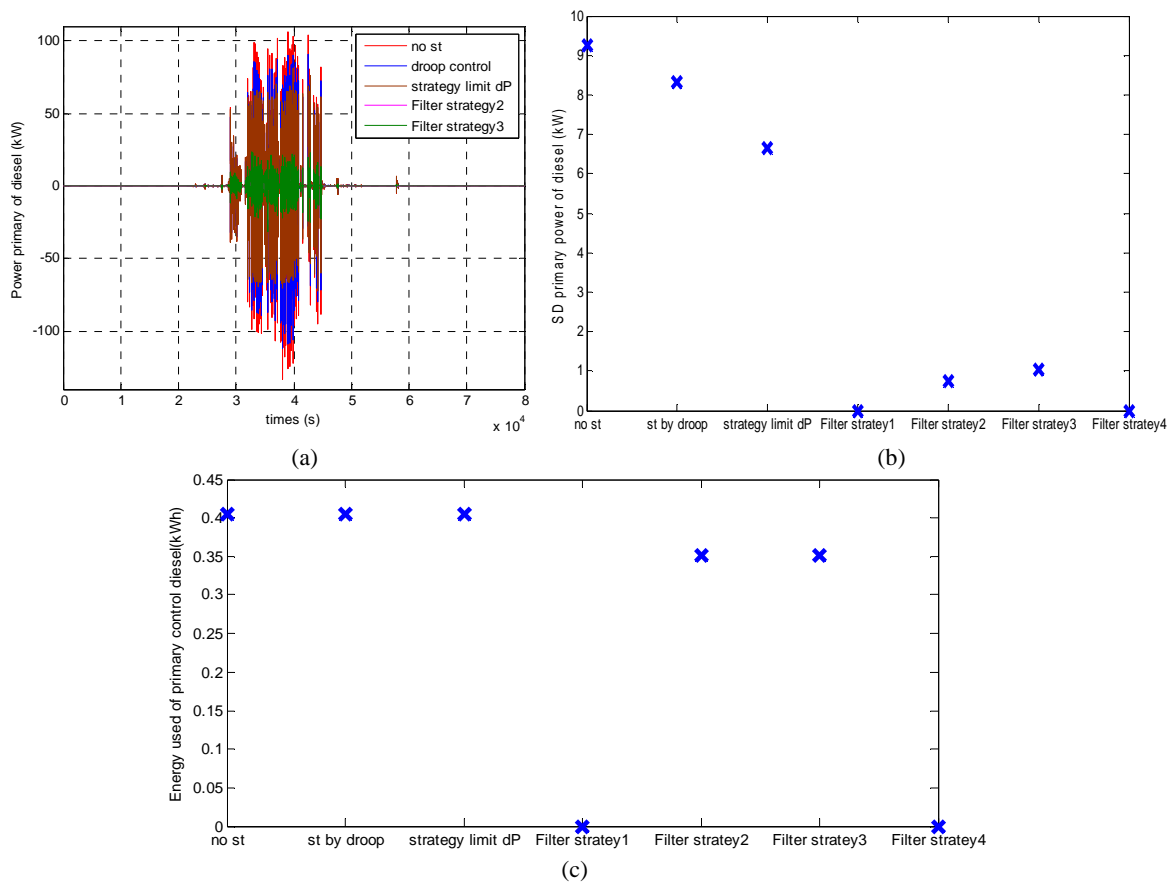 100
50
0
-50
-100
Power primary of diesel (kW)
no st
droop control
strategy limit dP
Filter strategy2
Filter strategy3
0 1 2 3 4 5 6 7 8
times (s)
x 10^4
(a)
10
9
8
7
6
5
4
3
2
1
0
SD primary power of diesel (kW)
no st st by droop strategy limit dP Filter stratey1 Filter stratey2 Filter stratey3 Filter stratey4
(b)
0.45
0.4
0.35
0.3
0.25
0.2
0.15
0.1
0.05
0
Energy used of primary control diesel(kWh)
no st st by droop strategy limit dP Filter stratey1 Filter stratey2 Filter stratey3 Filter stratey4
(c)